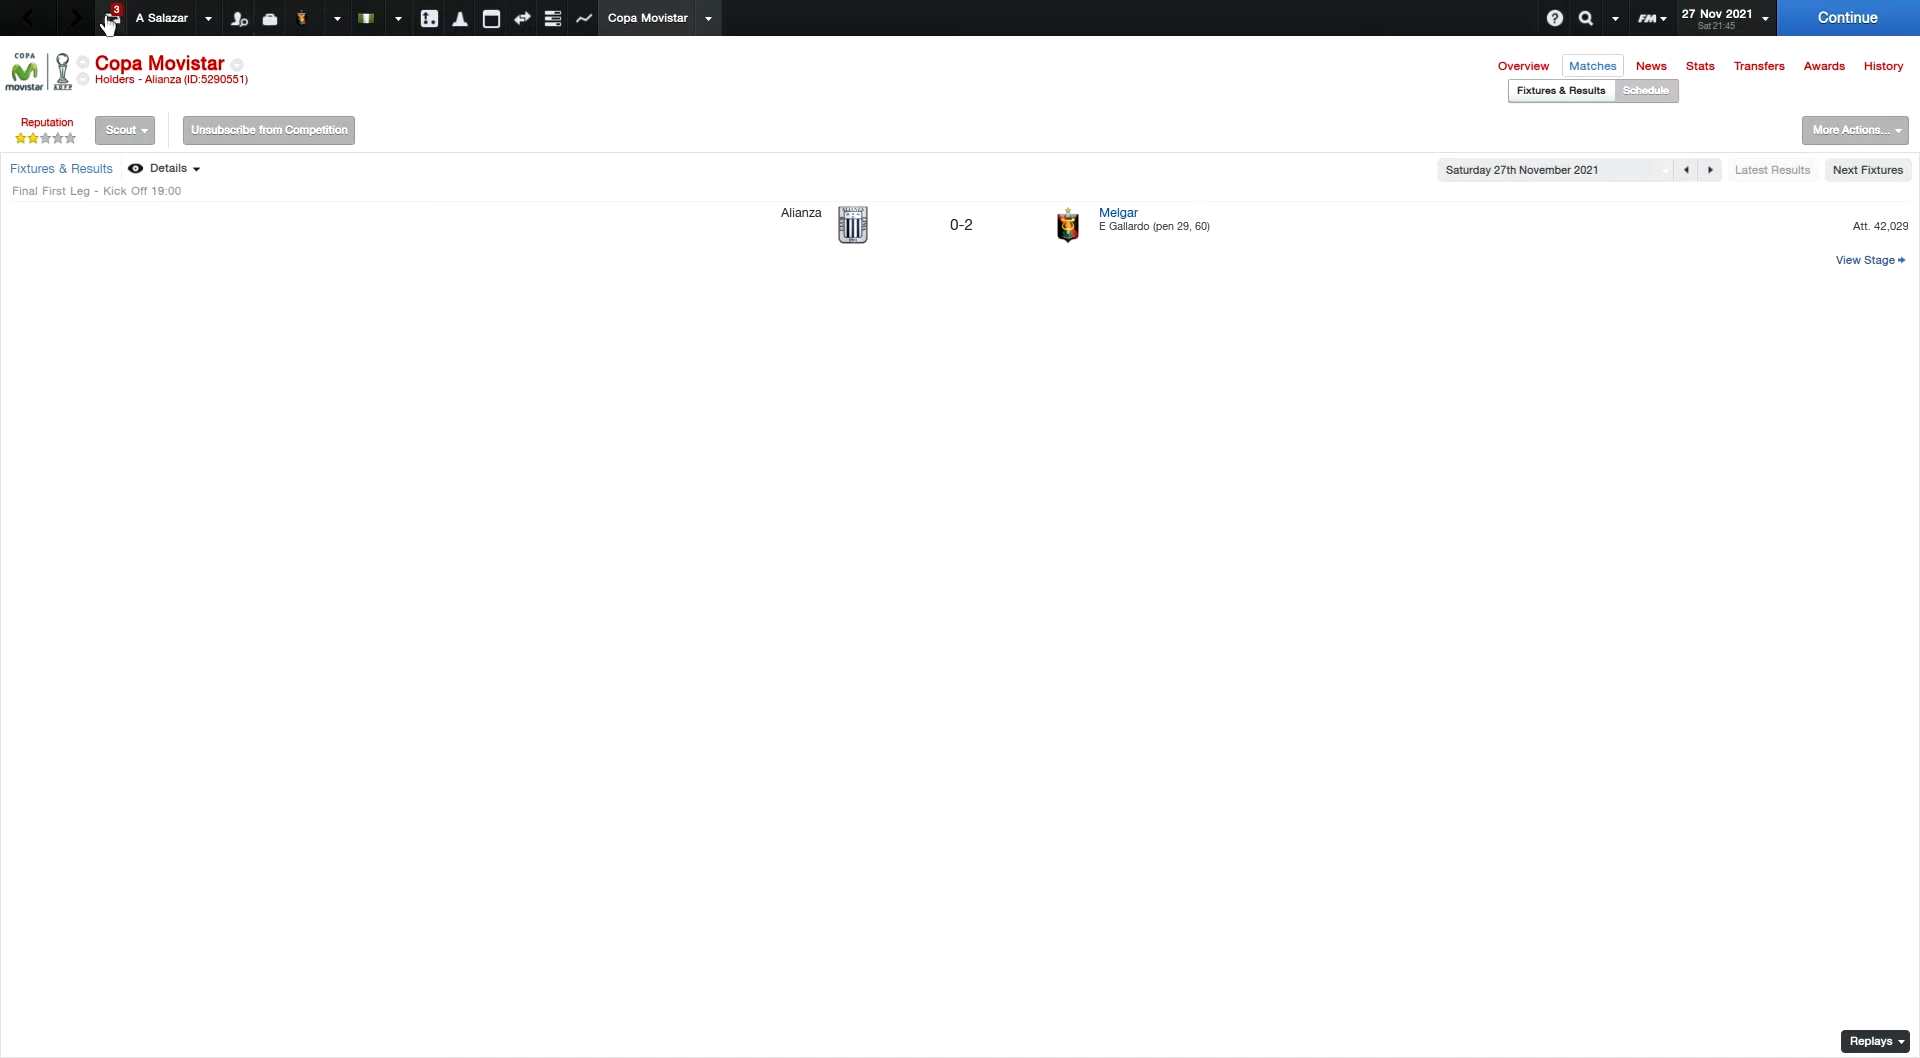 3
A Salazar
Copa Movistar
FM
27 Nov 2021
Sat 21:45
Continue
COPA
movistar
ADFP
Copa Movistar
Holders - Alianza (ID:5290551)
Overview
Matches
News
Stats
Transfers
Awards
History
Fixtures & Results
Schedule
Reputation
Scout
Unsubscribe from Competition
More Actions...
Fixtures & Results
Details
Saturday 27th November 2021
Latest Results
Next Fixtures
Final First Leg - Kick Off 19:00
Alianza
0-2
Melgar
E Gallardo (pen 29, 60)
Att. 42,029
View Stage
Replays